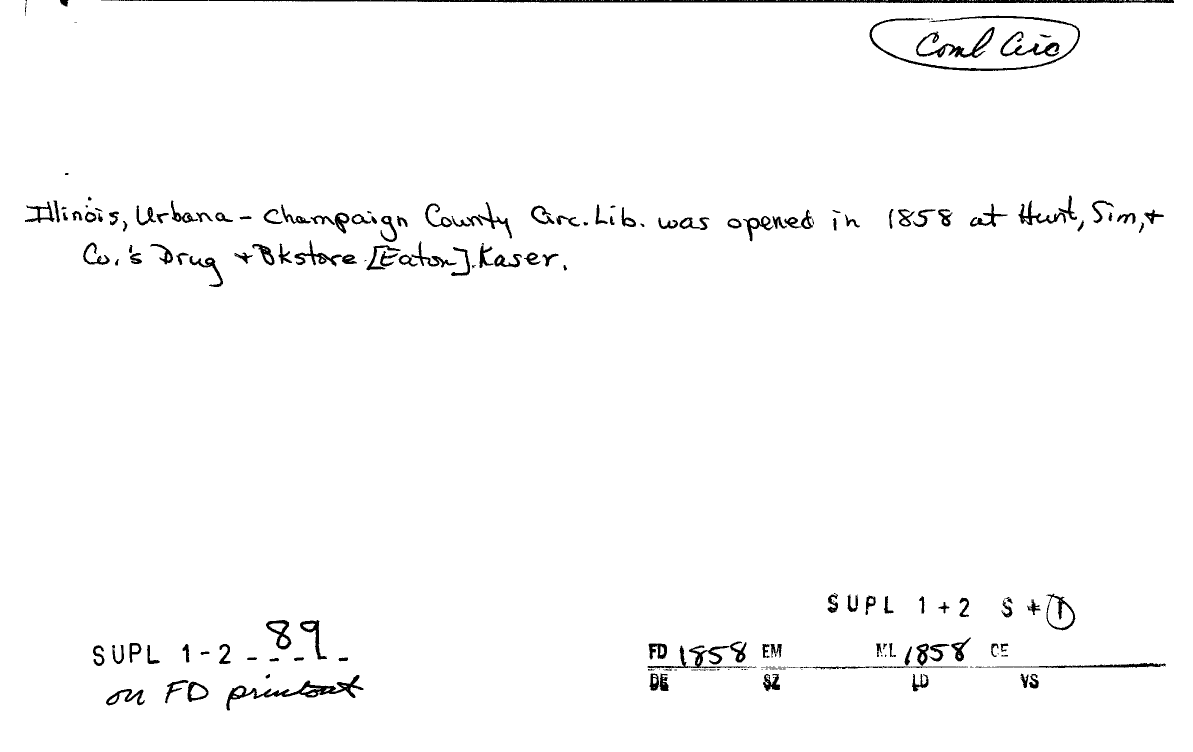 Coml Circ
Illinois, Urbana - Champaign County Circ. Lib. was opened in 1858 at Hunt, Sim, +
Co.'s Drug + Bkstore [Eaton]. Kaser.
SUPL 1 + 2 S + 1
SUPL 1 - 2 _ 89 _
FD 1858 EM ML 1858 CE
on FD printout
DE SZ LD VS